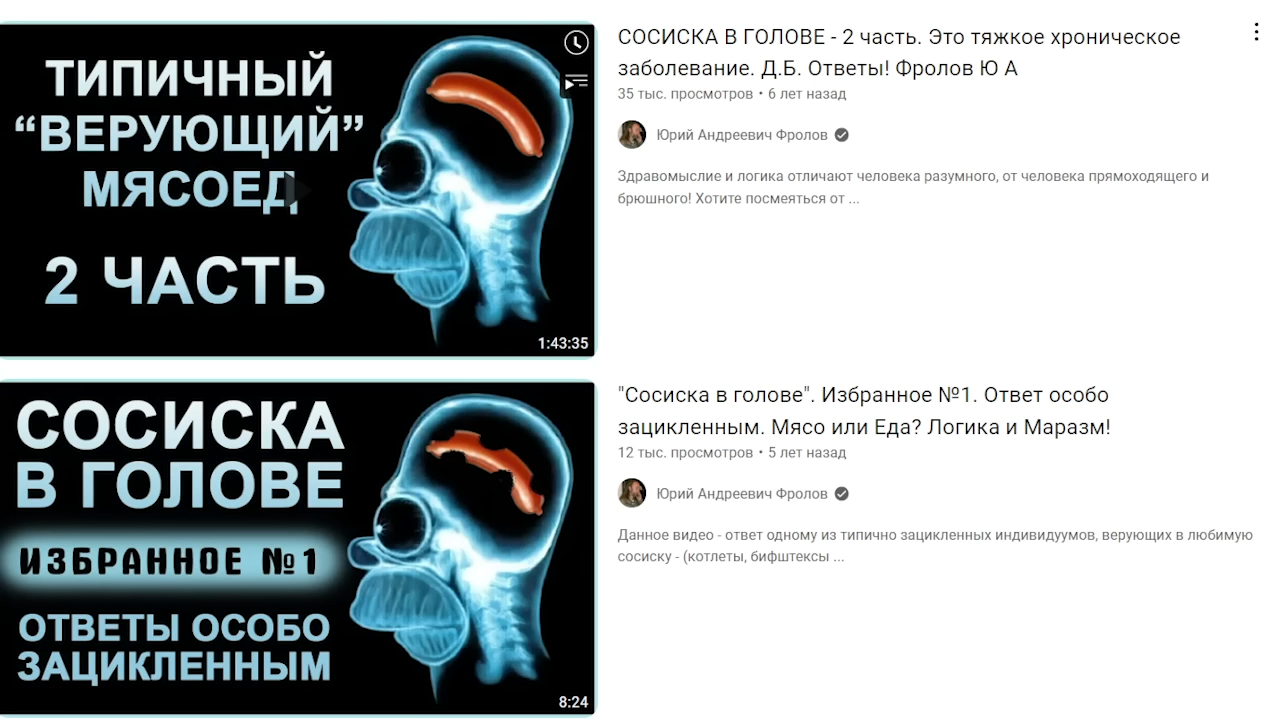 ТИПИЧНЫЙ
“ВЕРУЮЩИЙ”
МЯСОЕД
2 ЧАСТЬ
1:43:35
СОСИСКА В ГОЛОВЕ - 2 часть. Это тяжкое хроническое
заболевание. Д.Б. Ответы! Фролов Ю А
35 тыс. просмотров • 6 лет назад
Юрий Андреевич Фролов
Здравомыслие и логика отличают человека разумного, от человека прямоходящего и
брюшного! Хотите посмеяться от ...
СОСИСКА
В ГОЛОВЕ
ИЗБРАННОЕ №1
ОТВЕТЫ ОСОБО
ЗАЦИКЛЕННЫМ
8:24
"Сосиска в голове". Избранное №1. Ответ особо
зацикленным. Мясо или Еда? Логика и Маразм!
12 тыс. просмотров • 5 лет назад
Юрий Андреевич Фролов
Данное видео - ответ одному из типично зацикленных индивидуумов, верующих в любимую
сосиску - (котлеты, бифштексы ...